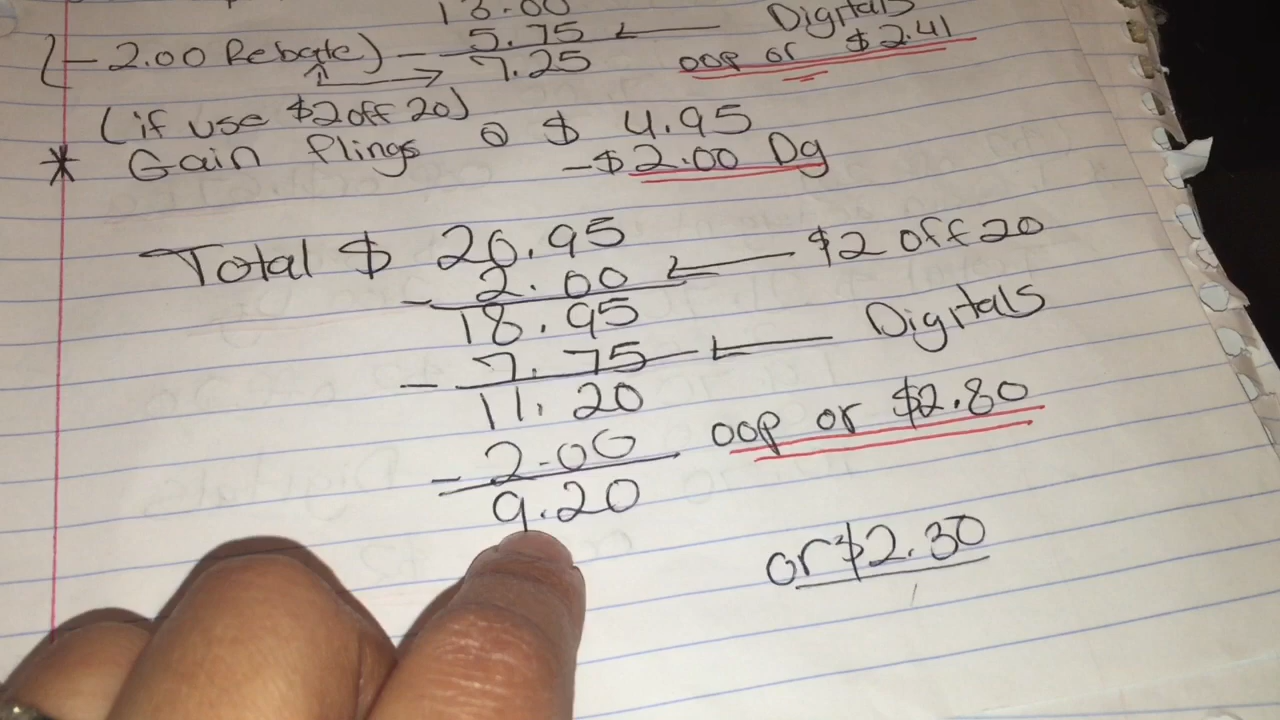 13.00 Digitals
(-2.00 Rebate) - 5.75
7.25 oop or $2.41
(if use $2 off 20)
* Gain flings @ $ 4.95
-$2.00 Dg
Total $ 20.95
- 2.00 $2 off 20
18.95
- 7.75 Digitals
11.20 oop or $2.80
- 2.00
9.20
or $2.30